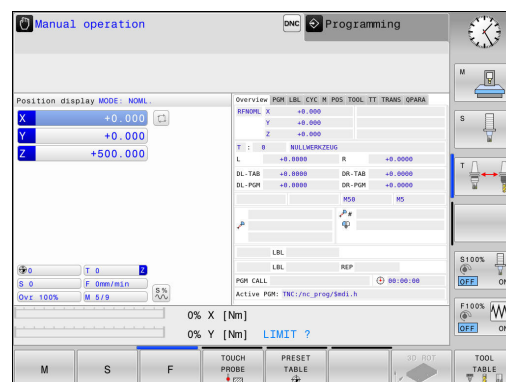 Manual operation
DNC
Programming
Position display MODE: NOML.
X +0.000
Y +0.000
Z +500.000
0
T 0 Z
S 0
F 0mm/min
Ovr 100%
M 5/9
S %
Overview PGM LBL CYC M POS TOOL TT TRANS QPARA
RFNOML X +0.000
Y +0.000
Z +0.000
T : 0 NULLWERKZEUG
L +0.0000 R +0.0000
DL-TAB +0.0000 DR-TAB +0.0000
DL-PGM +0.0000 DR-PGM +0.0000
M50 M5
P#
LBL
LBL REP
PGM CALL 00:00:00
Active PGM: TNC:/nc_prog/$mdi.h
0% X [Nm]
0% Y [Nm] LIMIT ?
M
S
F
TOUCH
PROBE
PRESET
TABLE
3D ROT
TOOL
TABLE
M
S
T
S100%
OFF ON
F100%
OFF ON